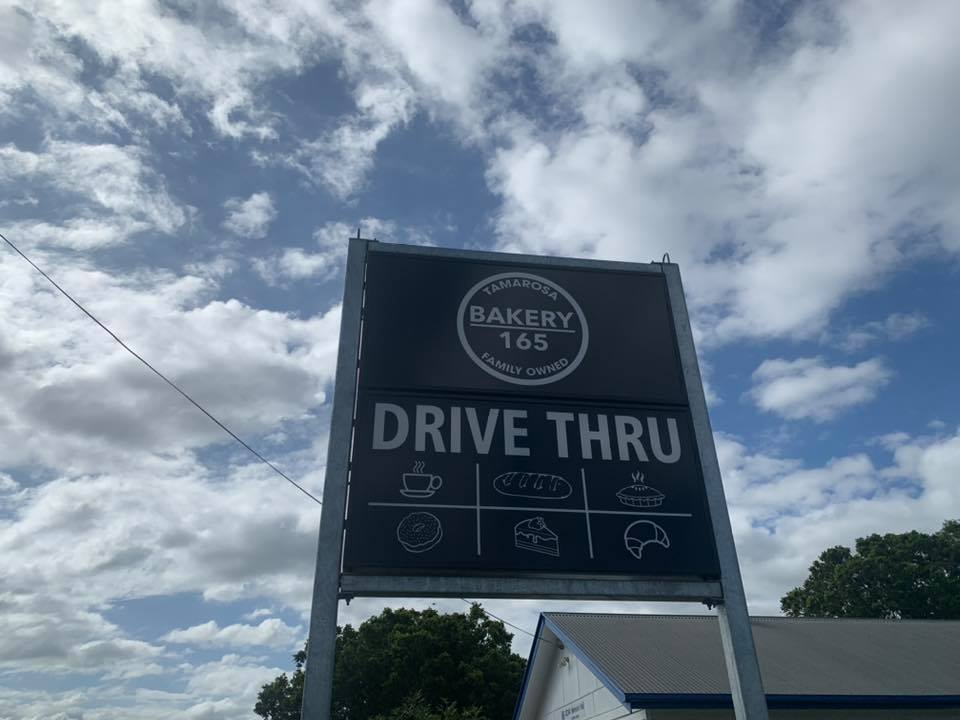 TAMAROSA
BAKERY
165
FAMILY OWNED
DRIVE THRU